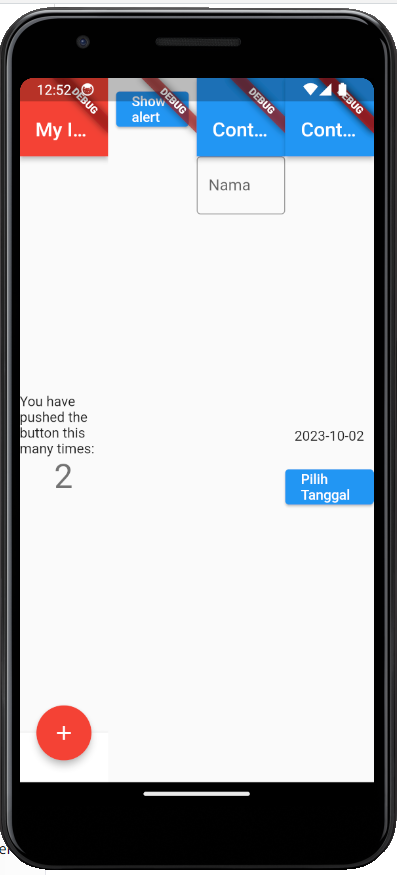 12:52
DEBUG
DEBUG
DEBUG
DEBUG
My I...
Show
alert
Cont...
Cont...
Nama
You have
pushed the
button this
many times:
2
2023-10-02
Pilih
Tanggal
+
er